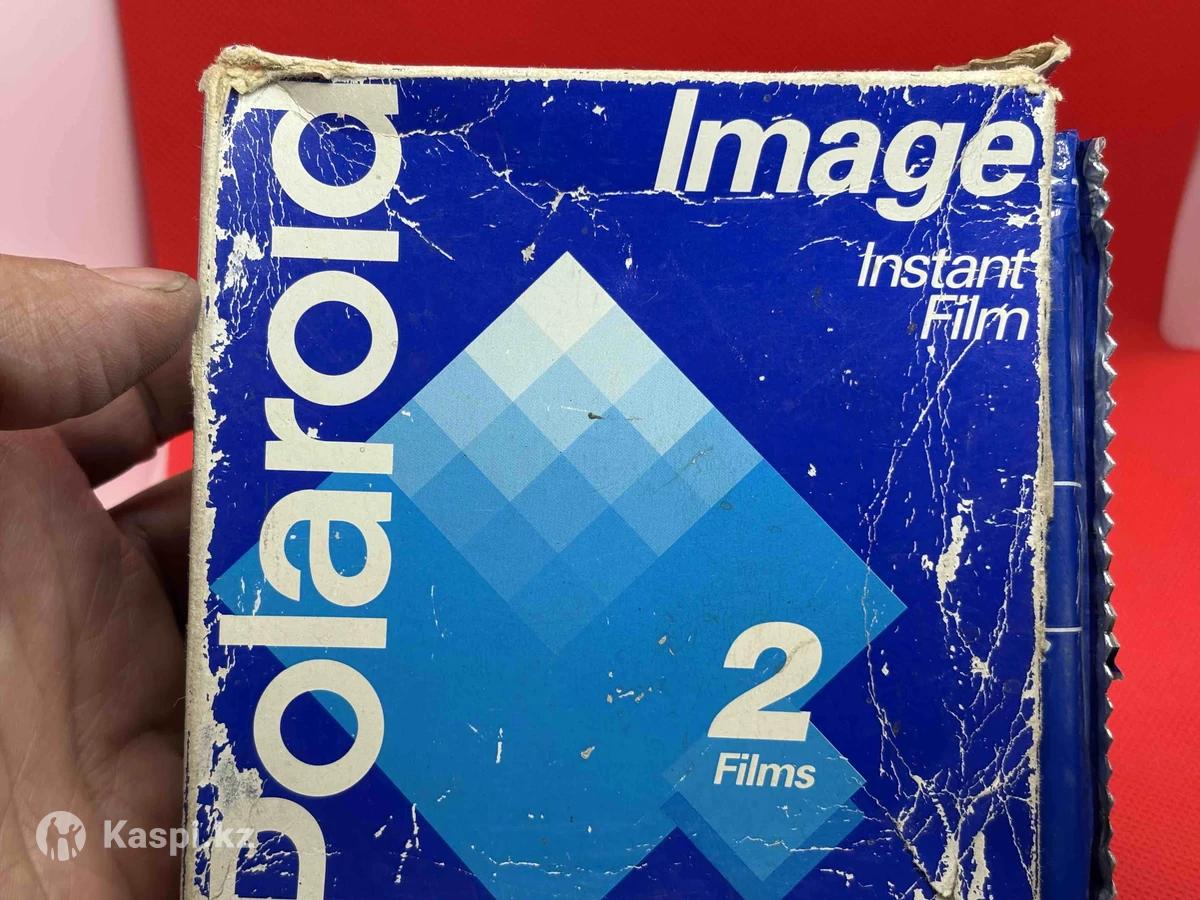 Polaroid
Image
Instant
Film
2
Films
Kaspi.kz